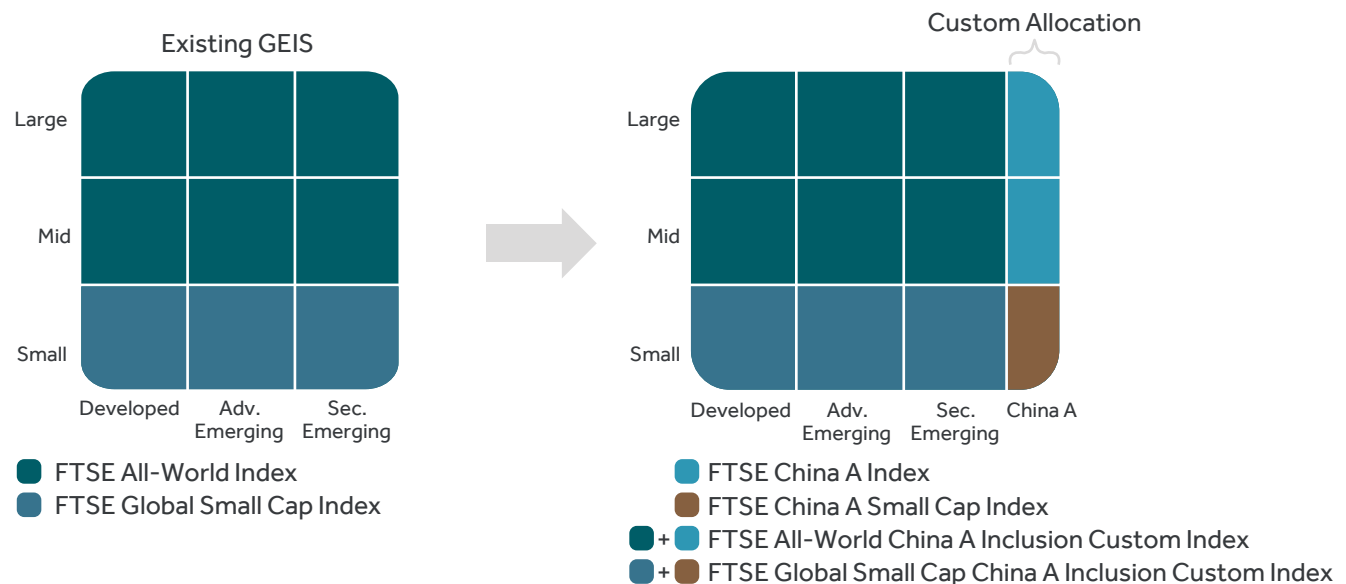 Existing GEIS
Large
Mid
Small
Developed
Adv.
Emerging
Sec.
Emerging
FTSE All-World Index
FTSE Global Small Cap Index
Custom Allocation
Large
Mid
Small
Developed
Adv.
Emerging
Sec.
Emerging
China A
FTSE China A Index
FTSE China A Small Cap Index
+ FTSE All-World China A Inclusion Custom Index
+ FTSE Global Small Cap China A Inclusion Custom Index